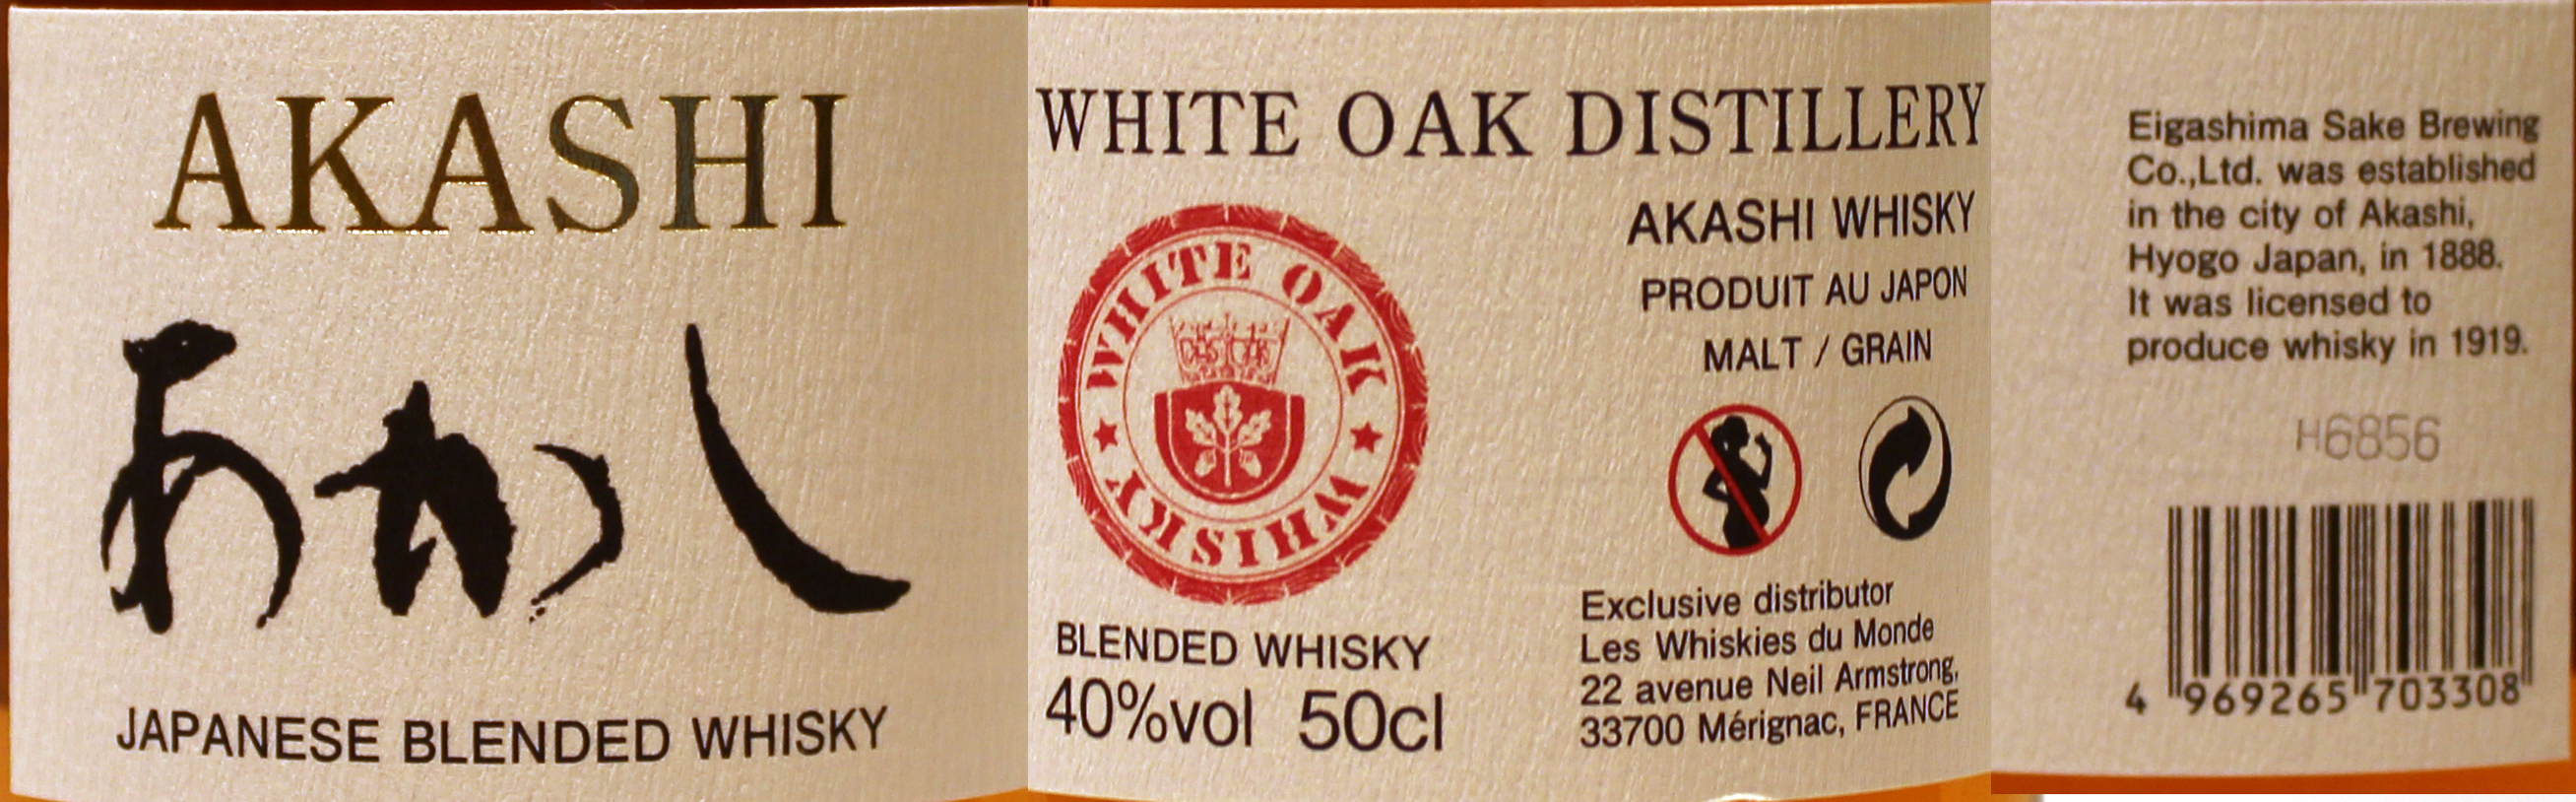 AKASHI
あかし
JAPANESE BLENDED WHISKY
WHITE OAK DISTILLERY
WHITE OAK
WHISKY
BLENDED WHISKY
40%vol 50cl
AKASHI WHISKY
PRODUIT AU JAPON
MALT / GRAIN
Exclusive distributor
Les Whiskies du Monde
22 avenue Neil Armstrong,
33700 Mérignac, FRANCE
Eigashima Sake Brewing
Co.,Ltd. was established
in the city of Akashi,
Hyogo Japan, in 1888.
It was licensed to
produce whisky in 1919.
H6856
4 969265 703308